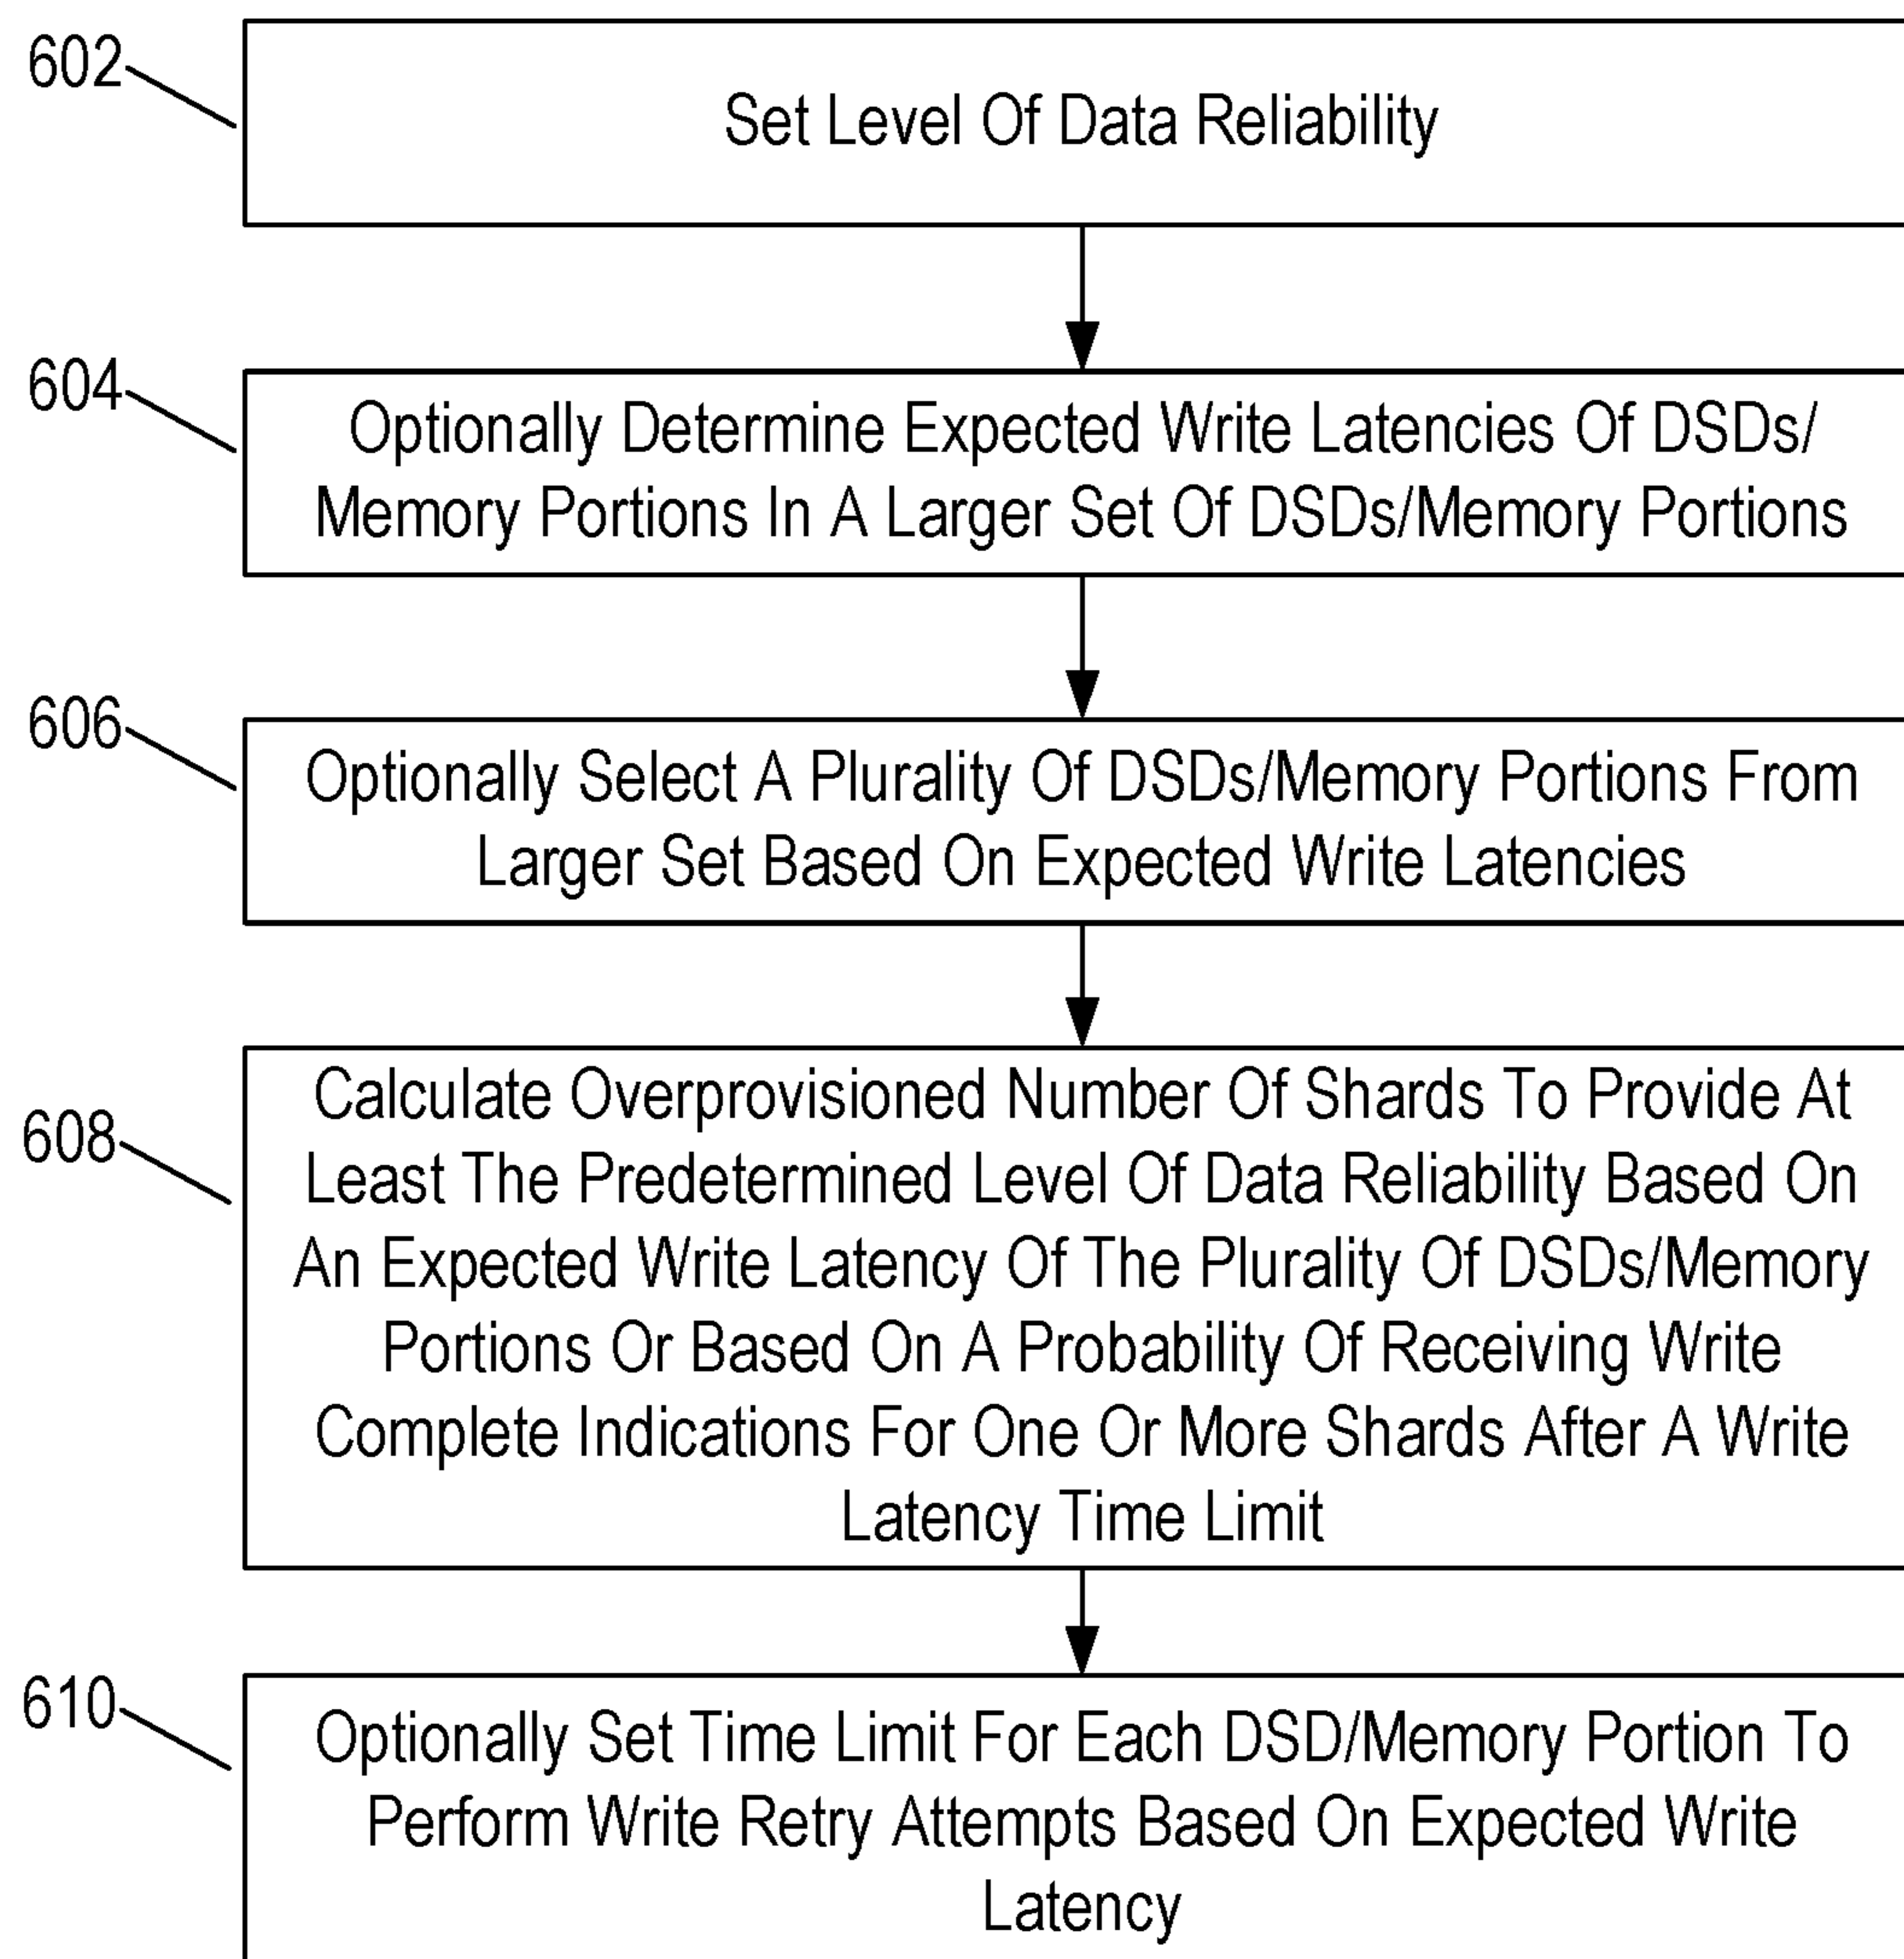 602
Set Level Of Data Reliability
604
Optionally Determine Expected Write Latencies Of DSDs/
Memory Portions In A Larger Set Of DSDs/Memory Portions
606
Optionally Select A Plurality Of DSDs/Memory Portions From
Larger Set Based On Expected Write Latencies
608
Calculate Overprovisioned Number Of Shards To Provide At
Least The Predetermined Level Of Data Reliability Based On
An Expected Write Latency Of The Plurality Of DSDs/Memory
Portions Or Based On A Probability Of Receiving Write
Complete Indications For One Or More Shards After A Write
Latency Time Limit
610
Optionally Set Time Limit For Each DSD/Memory Portion To
Perform Write Retry Attempts Based On Expected Write
Latency